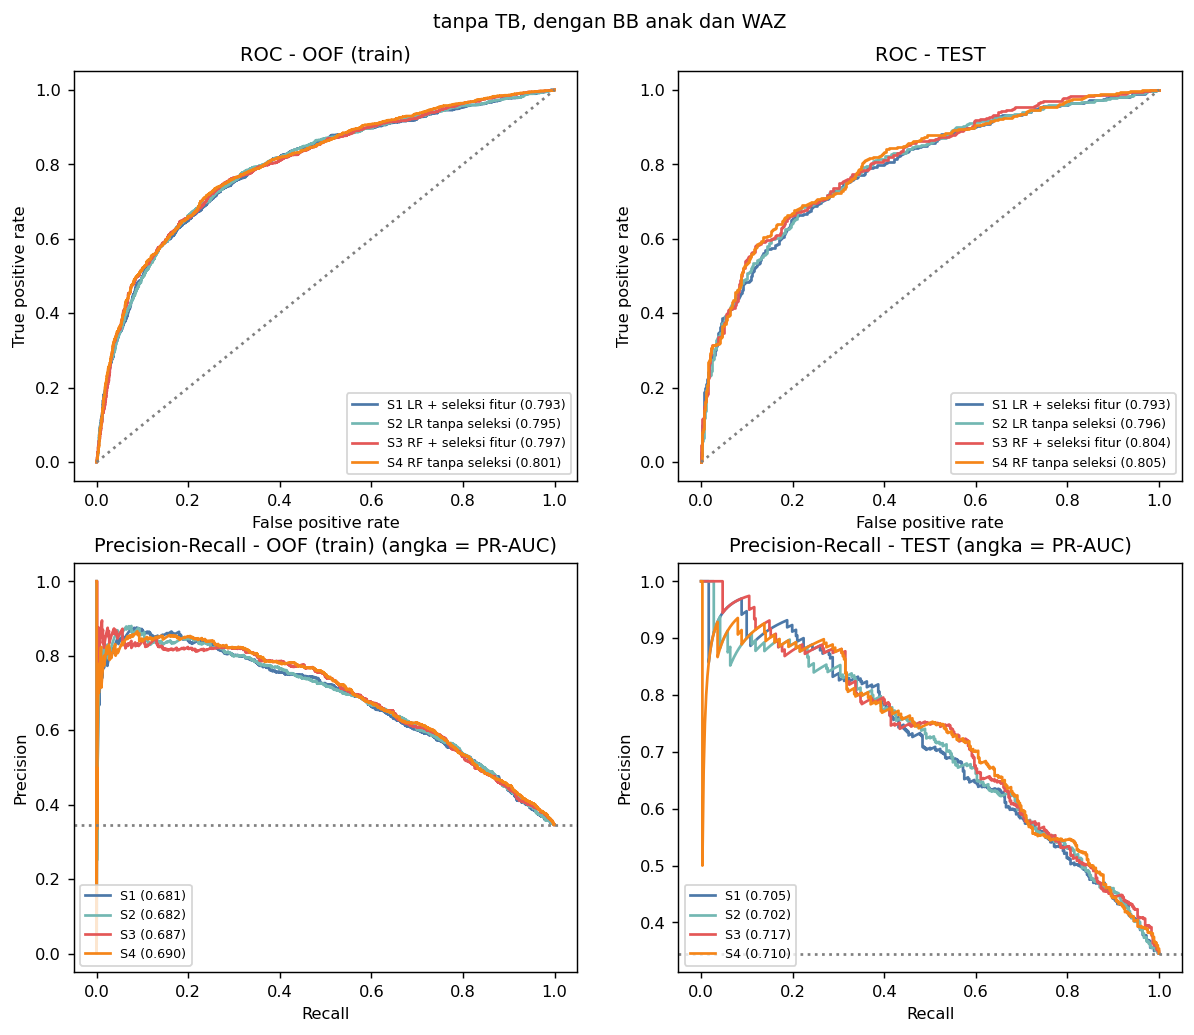 tanpa TB, dengan BB anak dan WAZ
ROC - OOF (train)
True positive rate
1.0
0.8
0.6
0.4
0.2
0.0
S1 LR + seleksi fitur (0.793)
S2 LR tanpa seleksi (0.795)
S3 RF + seleksi fitur (0.797)
S4 RF tanpa seleksi (0.801)
0.0 0.2 0.4 0.6 0.8 1.0
False positive rate
ROC - TEST
True positive rate
1.0
0.8
0.6
0.4
0.2
0.0
S1 LR + seleksi fitur (0.793)
S2 LR tanpa seleksi (0.796)
S3 RF + seleksi fitur (0.804)
S4 RF tanpa seleksi (0.805)
0.0 0.2 0.4 0.6 0.8 1.0
False positive rate
Precision-Recall - OOF (train) (angka = PR-AUC)
Precision
1.0
0.8
0.6
0.4
0.2
0.0
S1 (0.681)
S2 (0.682)
S3 (0.687)
S4 (0.690)
0.0 0.2 0.4 0.6 0.8 1.0
Recall
Precision-Recall - TEST (angka = PR-AUC)
Precision
1.0
0.9
0.8
0.7
0.6
0.5
0.4
S1 (0.705)
S2 (0.702)
S3 (0.717)
S4 (0.710)
0.0 0.2 0.4 0.6 0.8 1.0
Recall